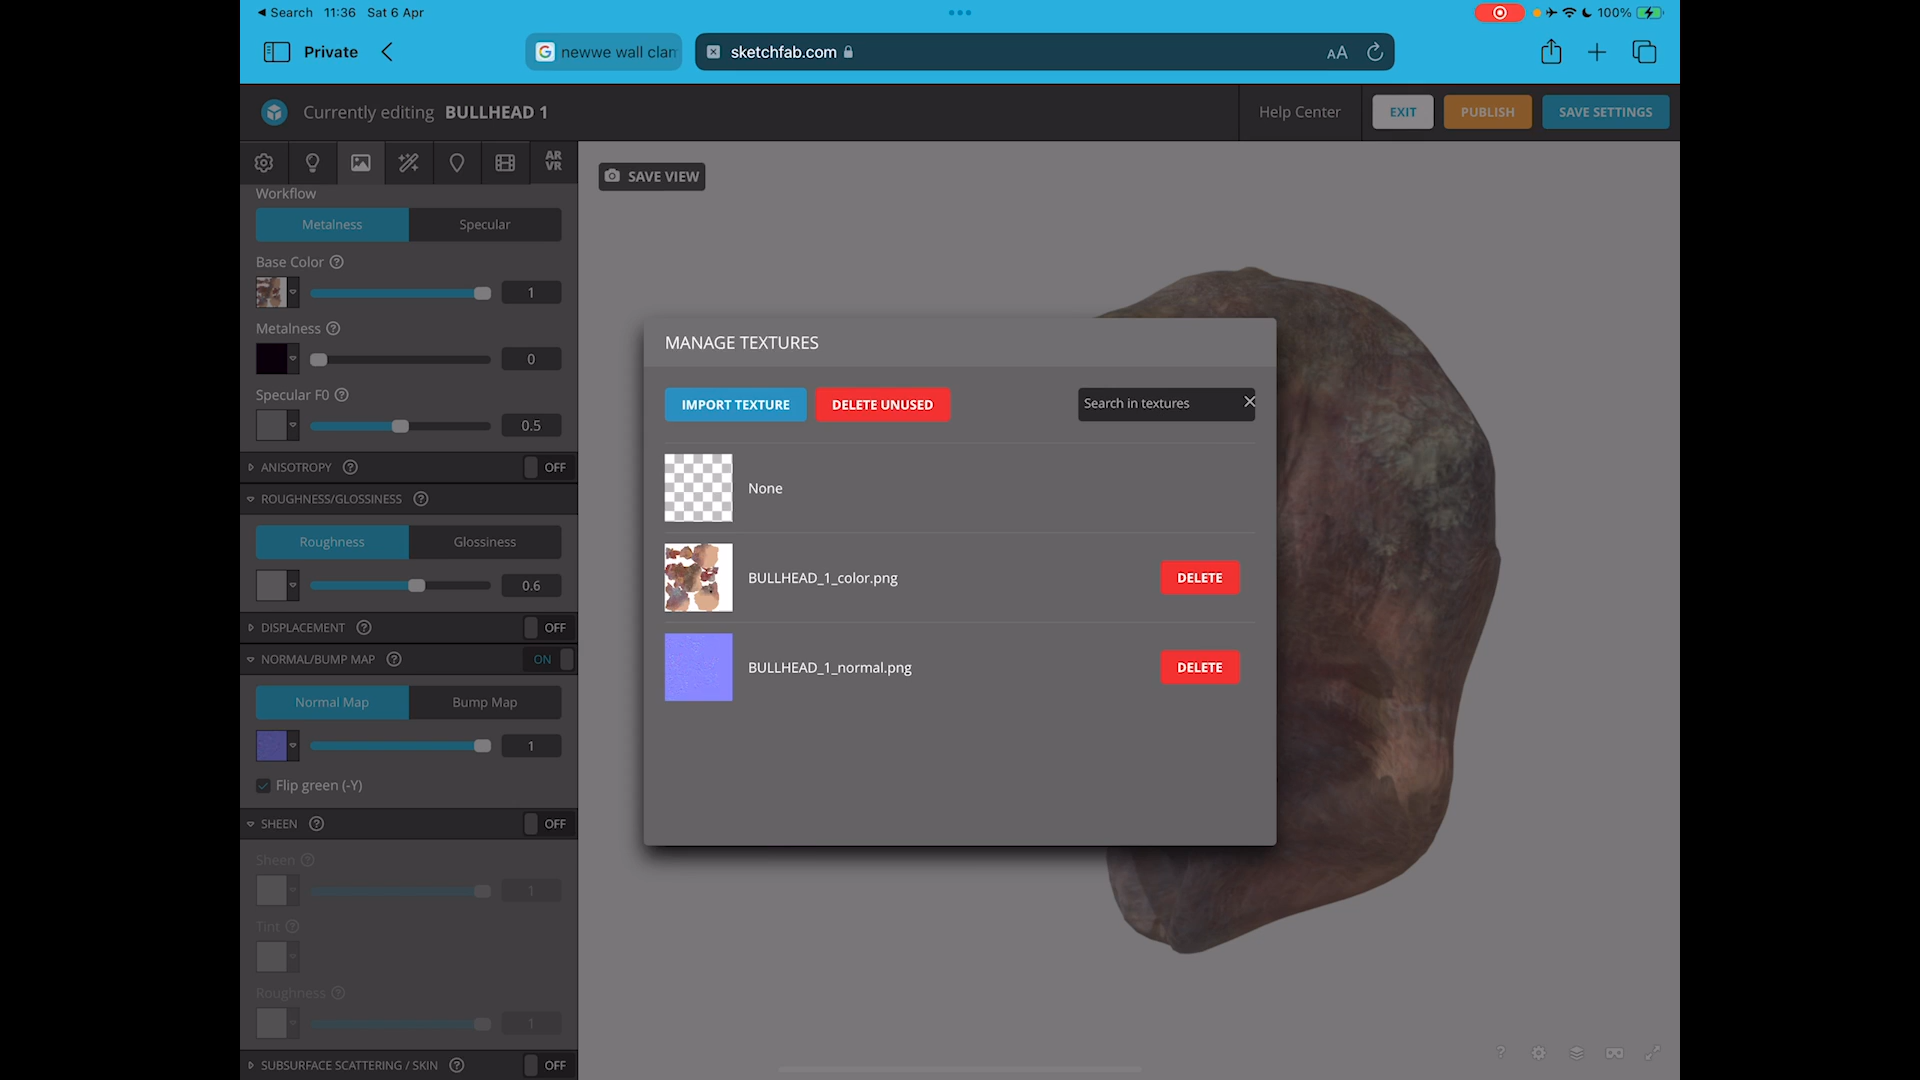 Search 11:36 Sat 6 Apr
100%
Private
newwe wall clan
sketchfab.com
AA
Currently editing BULLHEAD 1
Help Center
EXIT
PUBLISH
SAVE SETTINGS
AR
VR
SAVE VIEW
Workflow
Metalness Specular
Base Color
1
Metalness
0
Specular F0
0.5
ANISOTROPY OFF
ROUGHNESS/GLOSSINESS
Roughness Glossiness
0.6
DISPLACEMENT OFF
NORMAL/BUMP MAP ON
Normal Map Bump Map
1
Flip green (-Y)
SHEEN OFF
Sheen
1
Tint
Roughness
1
SUBSURFACE SCATTERING / SKIN OFF
MANAGE TEXTURES
IMPORT TEXTURE DELETE UNUSED Search in textures
None
BULLHEAD_1_color.png DELETE
BULLHEAD_1_normal.png DELETE